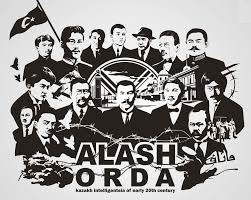 ALASH
ORDA
kazakh intelligentsia of early 20th century